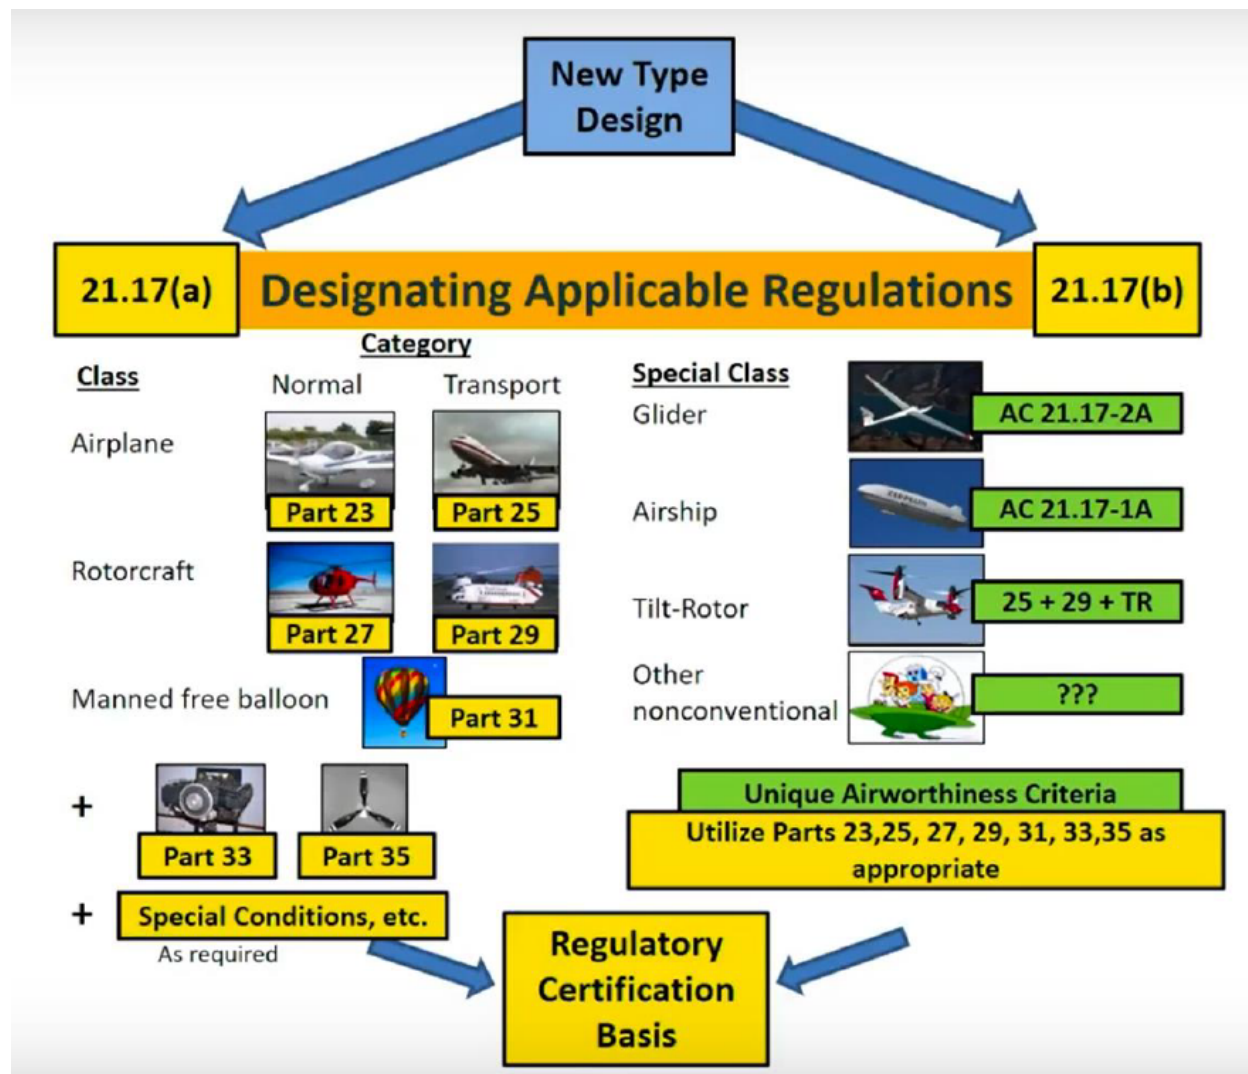 New Type
Design
21.17(a)
Designating Applicable Regulations
21.17(b)
Category
Class
Normal
Transport
Airplane
Part 23
Part 25
Rotorcraft
Part 27
Part 29
Manned free balloon
Part 31
+
Part 33
Part 35
+
Special Conditions, etc.
As required
Special Class
Glider
AC 21.17-2A
Airship
ZEPPELIN
AC 21.17-1A
Tilt-Rotor
25 + 29 + TR
Other
nonconventional
???
Unique Airworthiness Criteria
Utilize Parts 23,25, 27, 29, 31, 33,35 as
appropriate
Regulatory
Certification
Basis